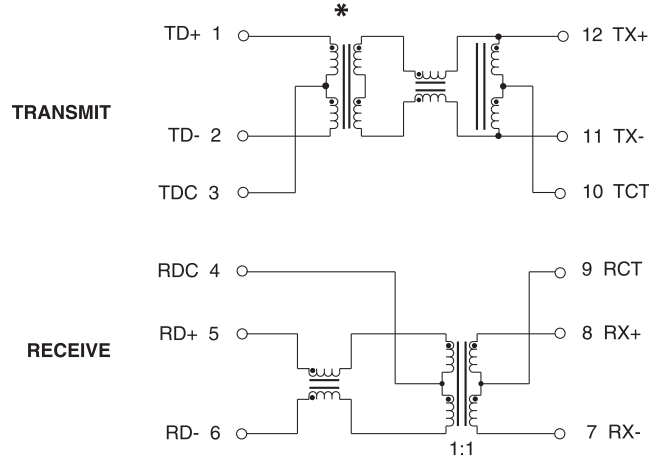 *
TD+ 1
12 TX+
TRANSMIT
TD- 2
11 TX-
TDC 3
10 TCT
RDC 4
9 RCT
RD+ 5
8 RX+
RECEIVE
RD- 6
7 RX-
1:1